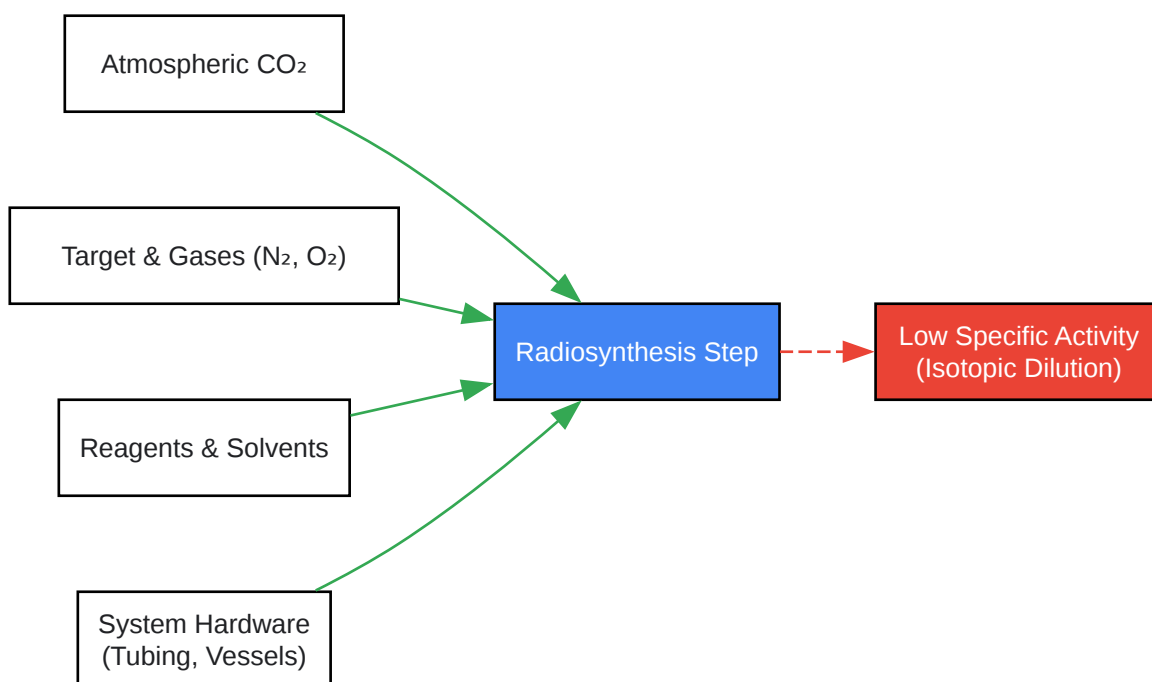 Atmospheric CO₂
Target & Gases (N₂, O₂)
Reagents & Solvents
System Hardware
(Tubing, Vessels)
Radiosynthesis Step
Low Specific Activity
(Isotopic Dilution)